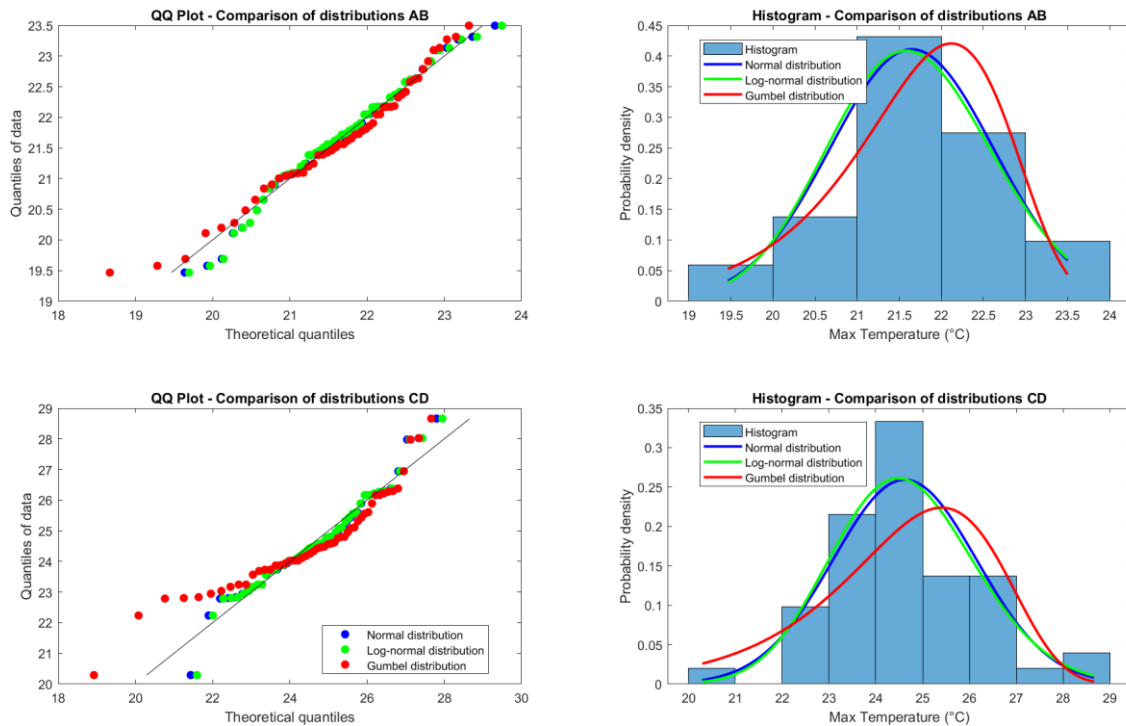 QQ Plot - Comparison of distributions AB
23.5
23
22.5
22
21.5
21
20.5
20
19.5
19
Quantiles of data
18 19 20 21 22 23 24
Theoretical quantiles
Histogram - Comparison of distributions AB
0.45
0.4
0.35
0.3
0.25
0.2
0.15
0.1
0.05
0
Probability density
Histogram
Normal distribution
Log-normal distribution
Gumbel distribution
19 19.5 20 20.5 21 21.5 22 22.5 23 23.5 24
Max Temperature (°C)
QQ Plot - Comparison of distributions CD
29
28
27
26
25
24
23
22
21
20
Quantiles of data
Normal distribution
Log-normal distribution
Gumbel distribution
18 20 22 24 26 28 30
Theoretical quantiles
Histogram - Comparison of distributions CD
0.35
0.3
0.25
0.2
0.15
0.1
0.05
0
Probability density
Histogram
Normal distribution
Log-normal distribution
Gumbel distribution
20 21 22 23 24 25 26 27 28 29
Max Temperature (°C)